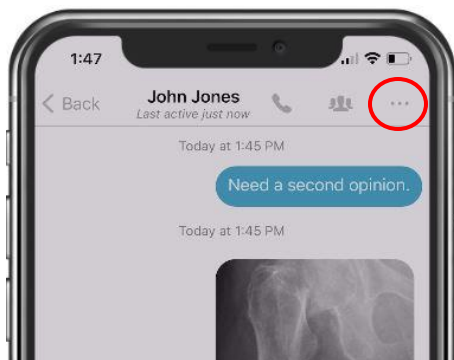 1:47
Back
John Jones
Last active just now
Today at 1:45 PM
Need a second opinion.
Today at 1:45 PM